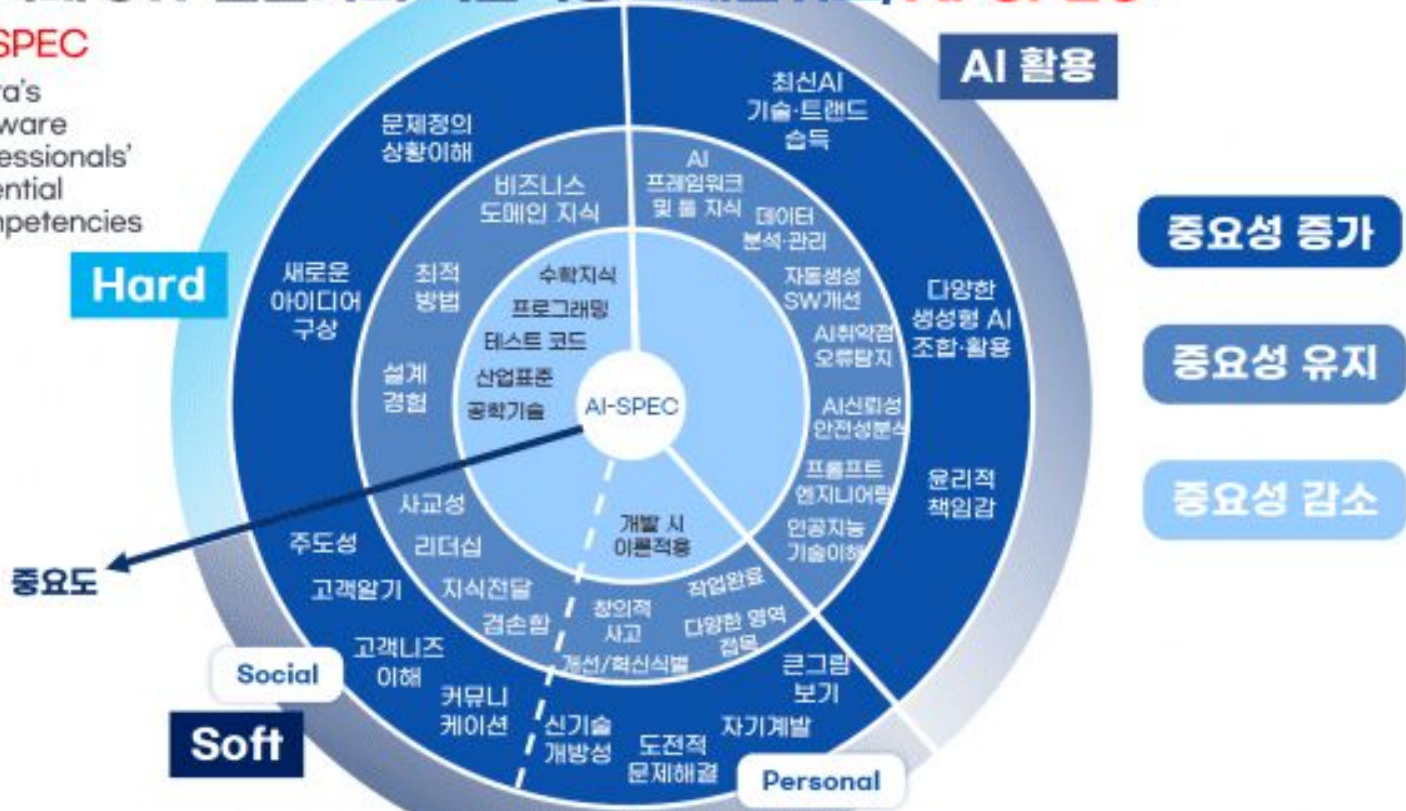 SPEC
ware
essionals'
ential
petencies
AI 활용
최신AI
기술·트랜드
습득
문제정의
상황이해
AI
프레임워크
및 툴 지식
비즈니스
도메인 지식
데이터
분석·관리
중요성 증가
Hard
새로운
아이디어
구상
최적
방법
수학지식
프로그래밍
테스트 코드
산업표준
공학기술
자동생성
SW개선
다양한
생성형 AI
조합·활용
AI취약점
오류탐지
중요성 유지
설계
경험
AI-SPEC
AI신뢰성
안전성분석
프롬프트
엔지니어링
윤리적
책임감
중요성 감소
사교성
개발 시
이론적용
인공지능
기술이해
주도성
리더십
중요도
고객알기
지식전달
겸손함
창의적
사고
작업완료
다양한 영역
접목
개선/혁신식별
고객니즈
이해
Social
큰그림
보기
커뮤니
케이션
신기술
개방성
도전적
문제해결
자기계발
Soft
Personal